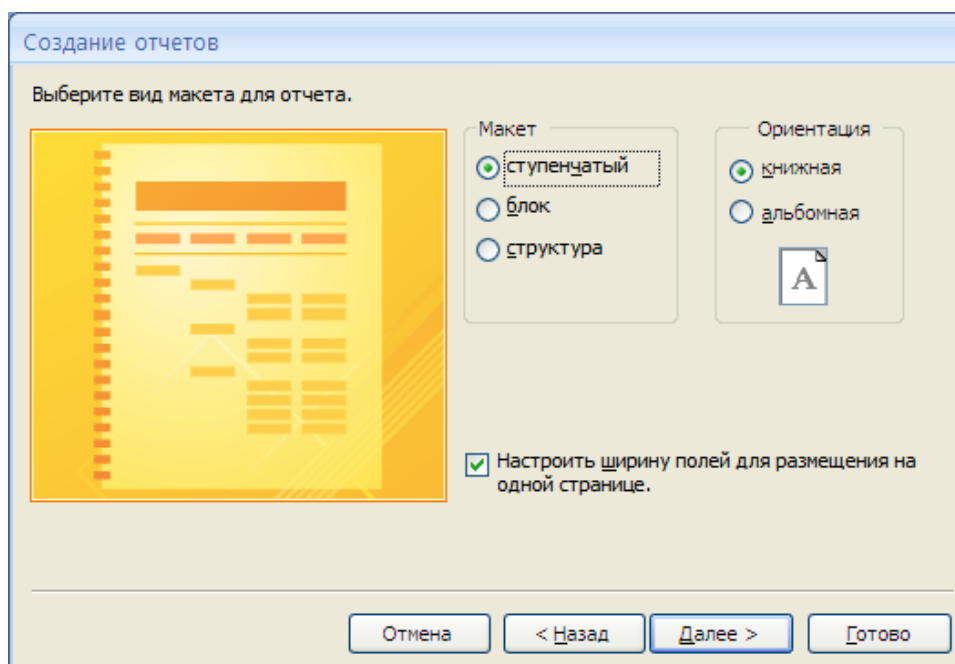 Создание отчетов
Выберите вид макета для отчета.
Макет
ступенчатый
блок
структура
Ориентация
книжная
альбомная
A
Настроить ширину полей для размещения на
одной странице.
Отмена
< Назад
Далее >
Готово